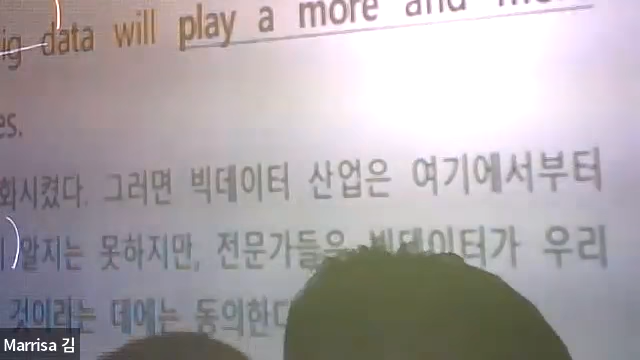 ig data will play a more and
es.
회시켰다. 그러면 빅데이터 산업은 여기에서부터
알지는 못하지만, 전문가들은 빅데이터가 우리
것이라는 데에는 동의한다
Marrisa 김